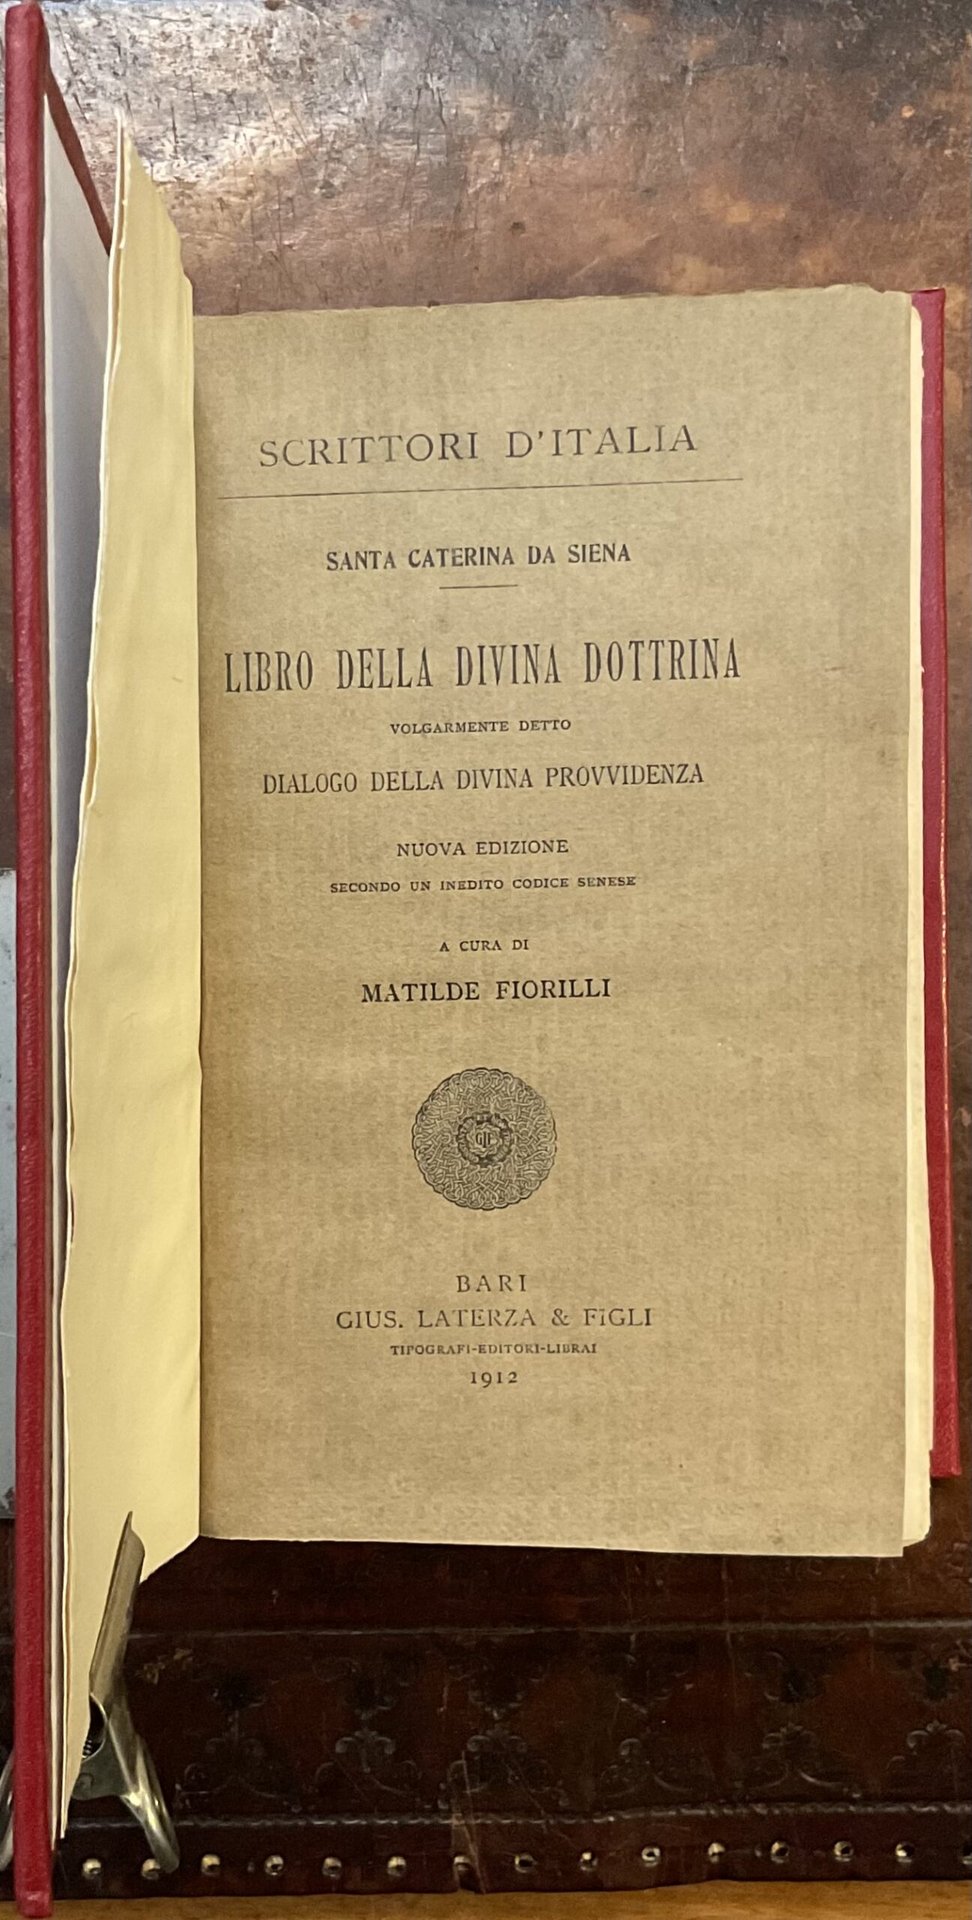 SCRITTORI D'ITALIA
SANTA CATERINA DA SIENA
LIBRO DELLA DIVINA DOTTRINA
VOLGARMENTE DETTO
DIALOGO DELLA DIVINA PROVVIDENZA
NUOVA EDIZIONE
SECONDO UN INEDITO CODICE SENESE
A CURA DI
MATILDE FIORILLI
BARI
GIUS. LATERZA & FIGLI
TIPOGRAFI-EDITORI-LIBRAI
1912